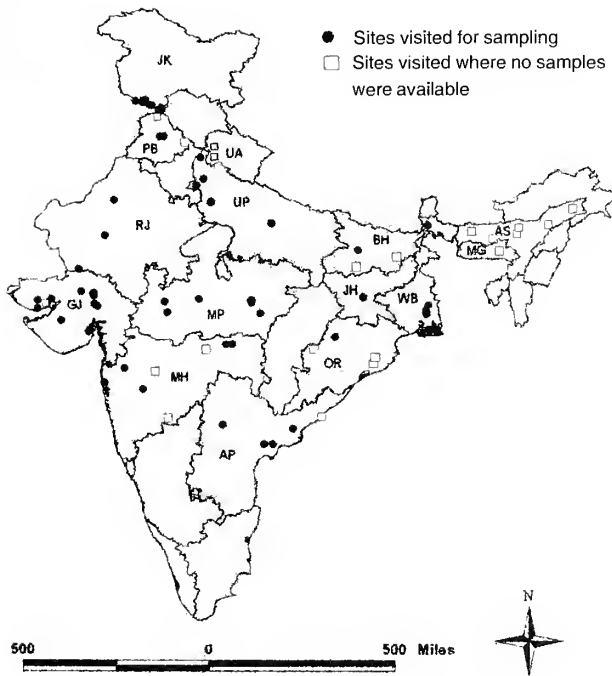 Sites visited for sampling
Sites visited where no samples
were available
JK
PB
UA
RJ
UP
BH
AS
MG
GJ
MP
JH
WB
MH
OR
AP
N
500 0 500 Miles